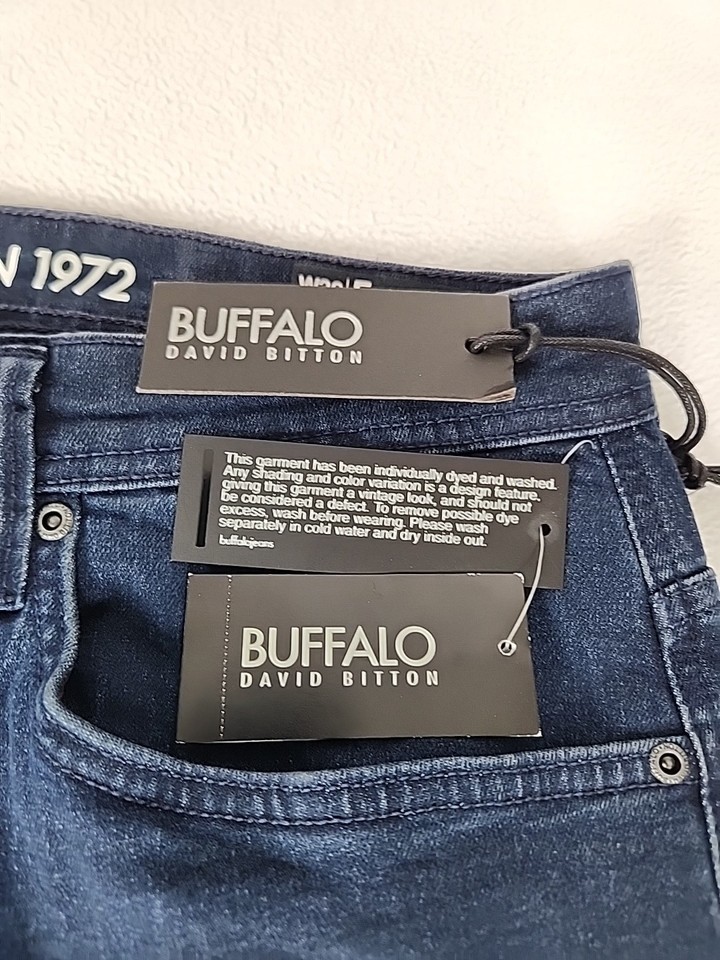 1972
BUFFALO
DAVID BITTON
This garment has been individually dyed and washed.
Any shading and color variation is a design feature,
giving this garment a vintage look, and should not
be considered a defect. To remove possible dye
excess, wash before wearing. Please wash
separately in cold water and dry inside out.
buffalojeans
BUFFALO
DAVID BITTON